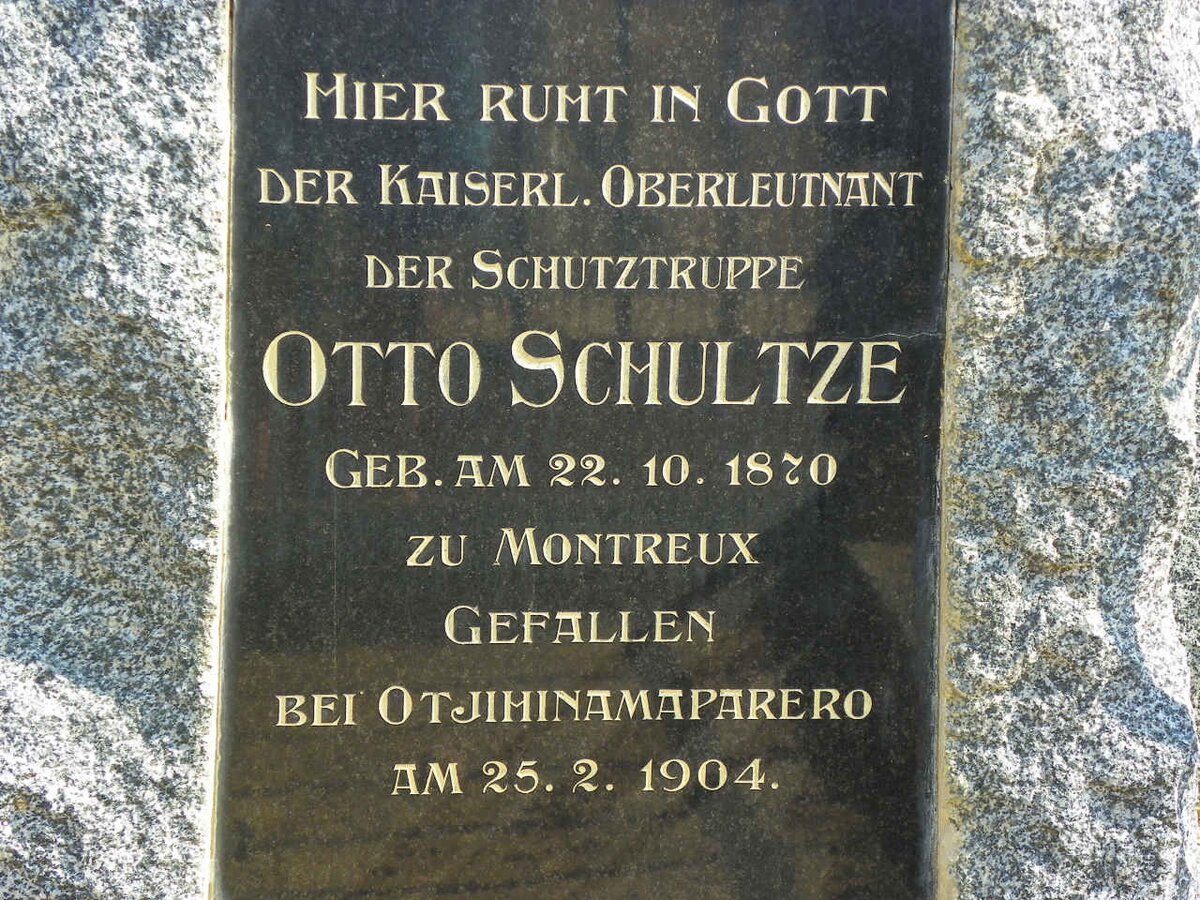 HIER RUHT IN GOTT
DER KAISERL. OBERLEUTNANT
DER SCHUTZTRUPPE
OTTO SCHULTZE
GEB. AM 22. 10. 1870
ZU MONTREUX
GEFALLEN
BEI OTJIHINAMAPARERO
AM 25. 2. 1904.